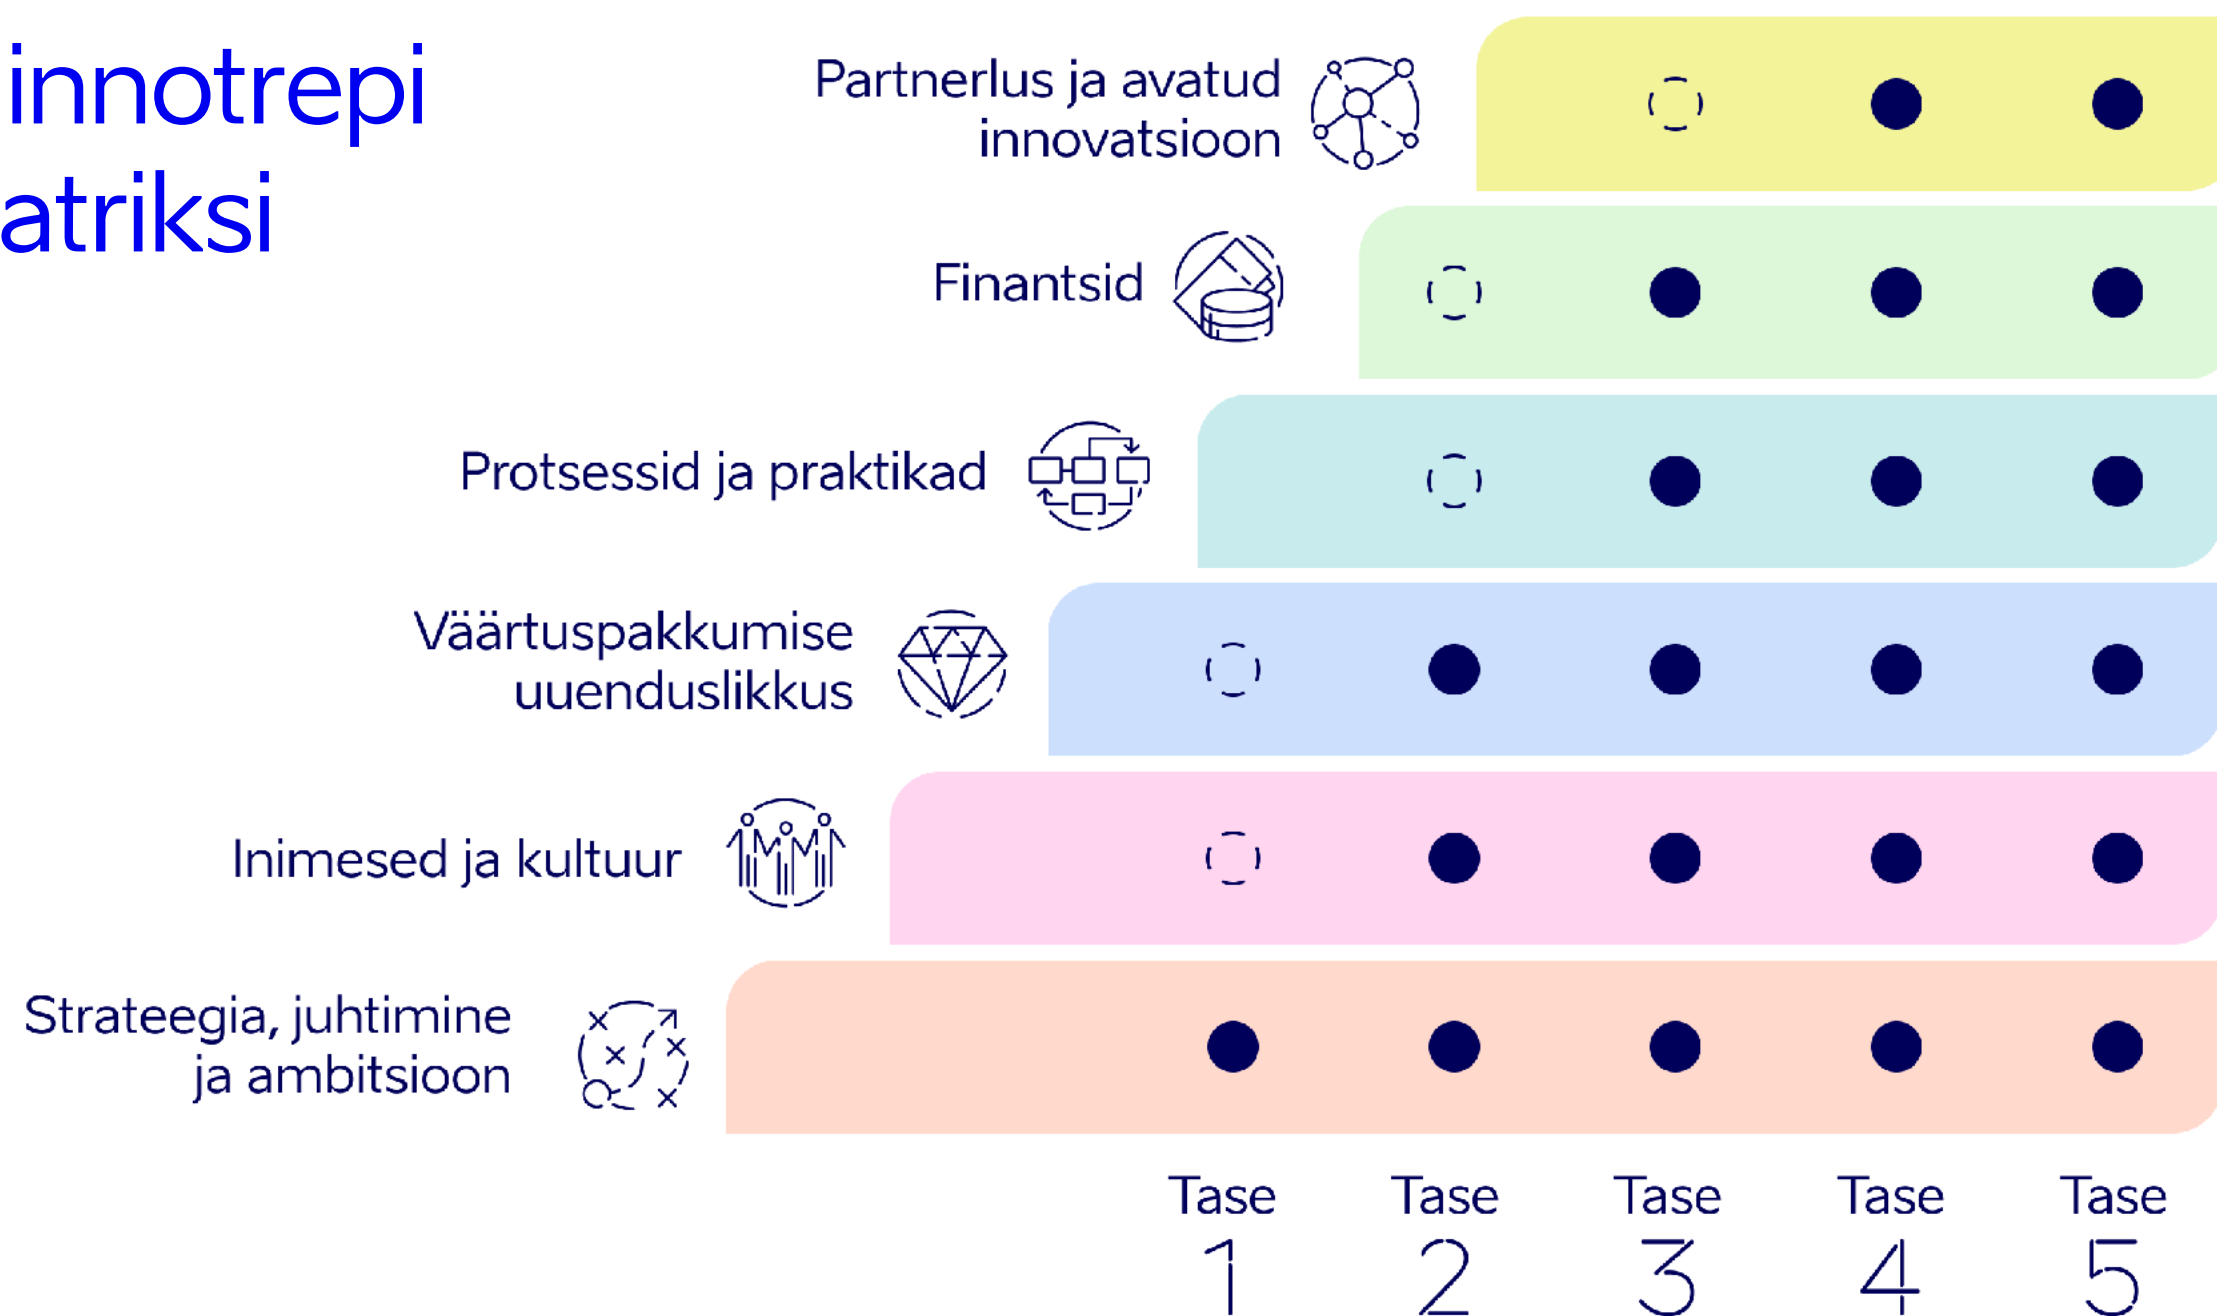 innotrepi
atriksi
Partnerlus ja avatud
innovatsioon
Finantsid
Protsessid ja praktikad
Väärtuspakkumise
uuenduslikkus
Inimesed ja kultuur
Strateegia, juhtimine
ja ambitsioon
Tase Tase Tase Tase Tase
1 2 3 4 5